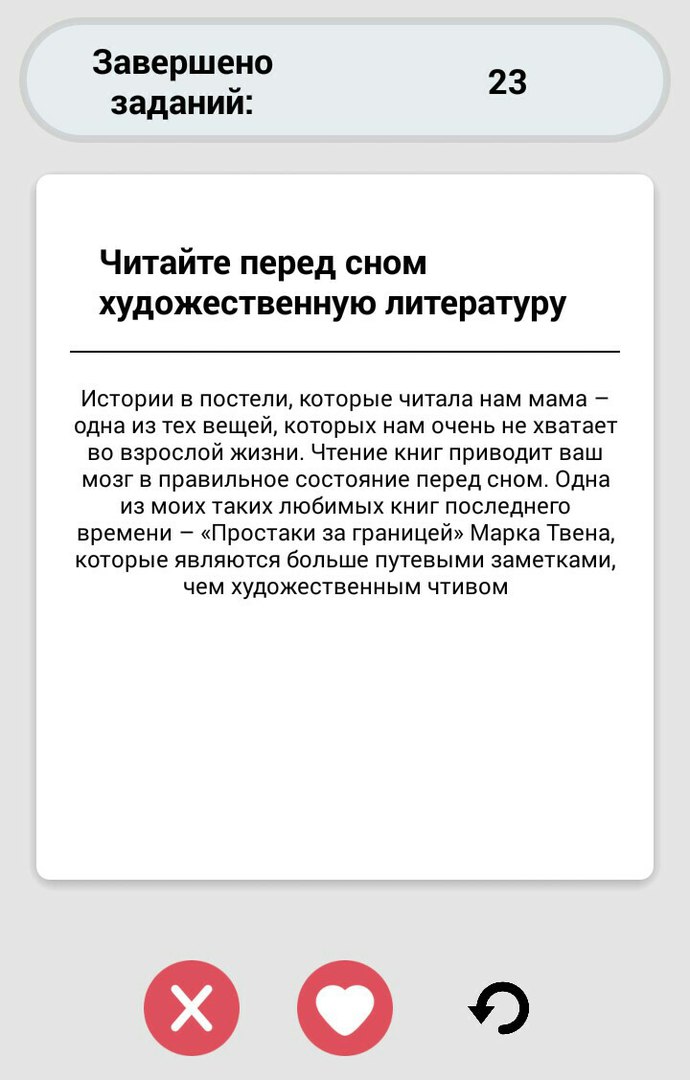 Завершено
заданий:
23
Читайте перед сном
художественную литературу
Истории в постели, которые читала нам мама –
одна из тех вещей, которых нам очень не хватает
во взрослой жизни. Чтение книг приводит ваш
мозг в правильное состояние перед сном. Одна
из моих таких любимых книг последнего
времени – «Простаки за границей» Марка Твена,
которые являются больше путевыми заметками,
чем художественным чтивом